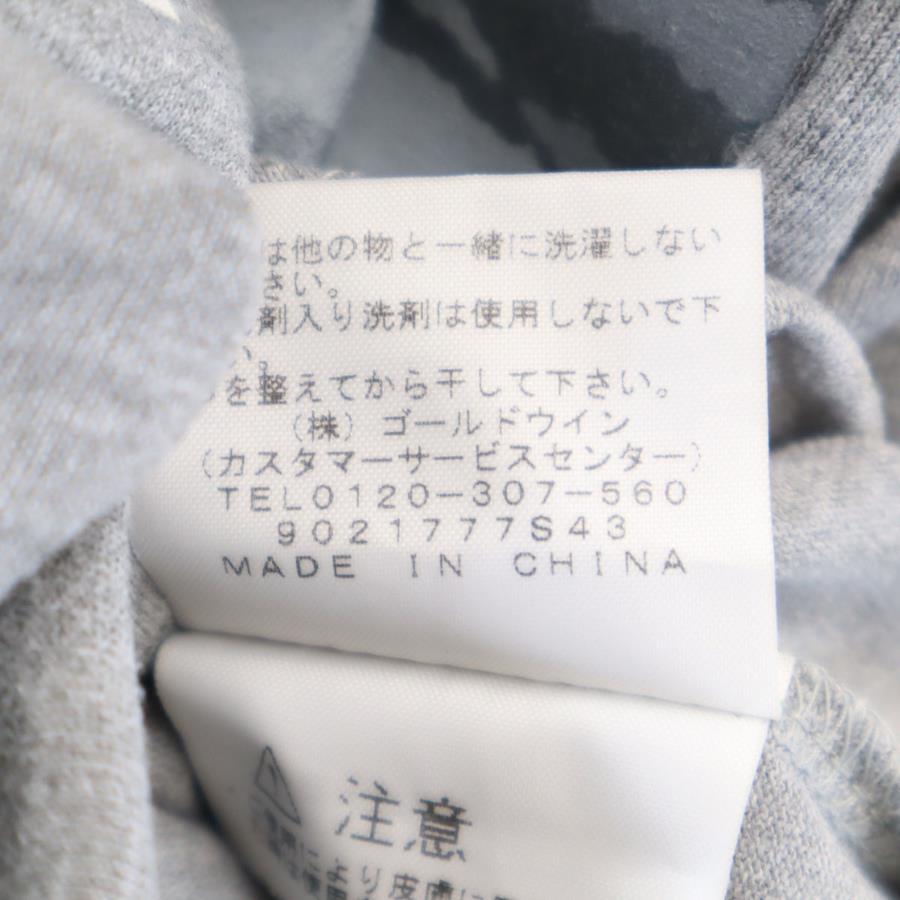 は他の物と一緒に洗濯しない
さい。
剤入り洗剤は使用しないで下
い。
を整えてから干して下さい。
(株) ゴールドウイン
(カスタマーサービスセンター)
TEL0120-307-560
9021777S43
MADE IN CHINA
注意
により皮膚に